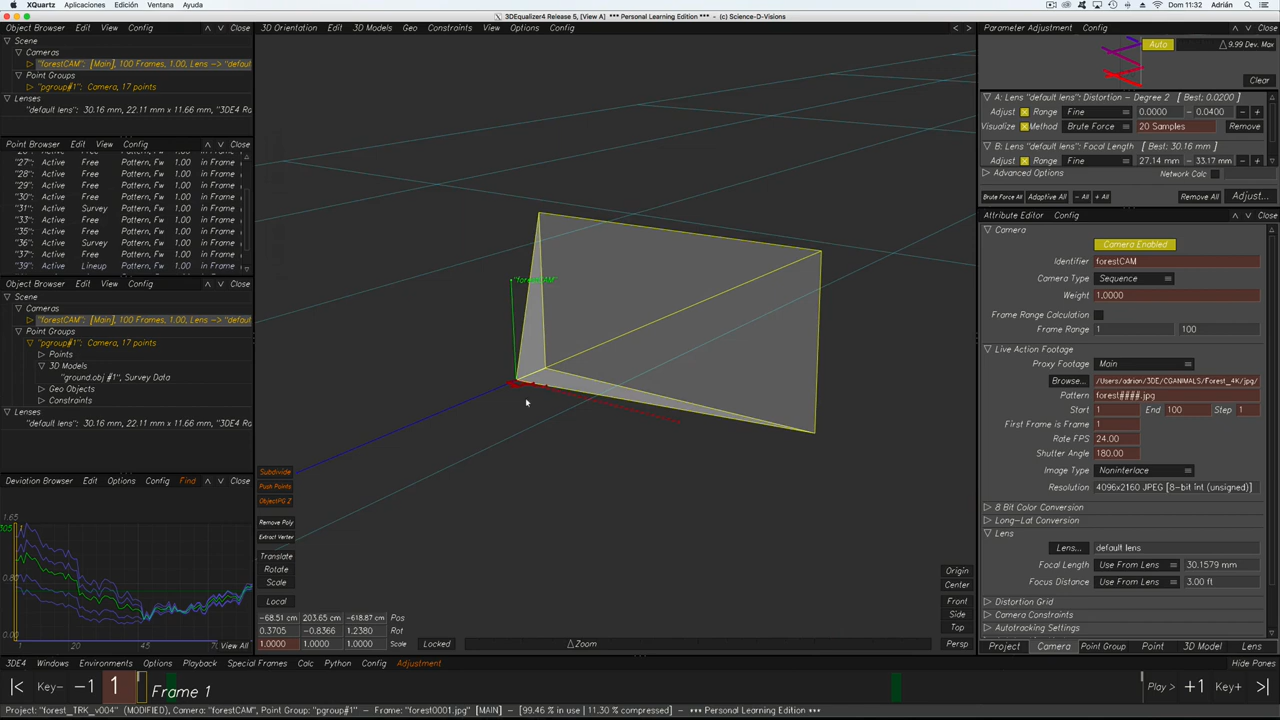 XQuartz Aplicaciones Edición Ventana Ayuda Dom 11:32 Adrián
3DEqualizer4 Release 5, [View A] *** Personal Learning Edition *** (c) Science-D-Visions
Object Browser Edit View Config Close
Scene
Cameras
"forestCAM": [Main], 100 Frames, 1.00, Lens -> "defaul
Point Groups
"pgroup#1": Camera, 17 points
Lenses
"default lens": 30.16 mm, 22.11 mm x 11.66 mm, "3DE4 Ra
Point Browser Edit View Config Close
"27": Active Free Pattern, Fw 1.00 in Frame
"28": Active Free Pattern, Fw 1.00 in Frame
"29": Active Free Pattern, Fw 1.00 in Frame
"30": Active Free Pattern, Fw 1.00 in Frame
"31": Active Survey Pattern, Fw 1.00 in Frame
"33": Active Free Pattern, Fw 1.00 in Frame
"35": Active Free Pattern, Fw 1.00 in Frame
"36": Active Survey Pattern, Fw 1.00 in Frame
"37": Active Free Pattern, Fw 1.00 in Frame
"39": Active Lineup Pattern, Fw 1.00 in Frame
Object Browser Edit View Config Close
Scene
Cameras
"forestCAM": [Main], 100 Frames, 1.00, Lens -> "defaul
Point Groups
"pgroup#1": Camera, 17 points
Points
3D Models
"ground.obj #1", Survey Data
Geo Objects
Constraints
Lenses
"default lens": 30.16 mm, 22.11 mm x 11.66 mm, "3DE4 Ra
Deviation Browser Edit Options Config Find Close
1.65
305
0.80
0.00
20 45 70 View All
3D Orientation Edit 3D Models Geo Constraints View Options Config < > Close
"forestCAM"
Subdivide
Push Points
ObjectPG Z
Remove Poly
Extract Vertex
Translate
Rotate
Scale
Local
-68.51 cm 203.65 cm -618.87 cm Pos
0.3705 -0.8366 1.2380 Rot
1.0000 1.0000 1.0000 Scale Locked Zoom
Origin
Center
Front
Side
Top
Persp
Parameter Adjustment Config Close
Auto 9.99 Dev. Max
Clear
A: Lens "default lens": Distortion - Degree 2 [ Best: 0.0200 ]
Adjust Range Fine 0.0000 - 0.0400 - +
Visualize Method Brute Force 20 Samples Remove
B: Lens "default lens": Focal Length [ Best: 30.16 mm ]
Adjust Range Fine 27.14 mm - 33.17 mm - +
Advanced Options Network Calc
Brute Force All Adaptive All - All + All Remove All Adjust...
Attribute Editor Config Close
Camera
Camera Enabled
Identifier forestCAM
Camera Type Sequence
Weight 1.0000
Frame Range Calculation
Frame Range 1 100
Live Action Footage
Proxy Footage Main
Browse... /Users/adrian/3DE/CGANIMALS/Forest_4K/jpg/
Pattern forest####.jpg
Start 1 End 100 Step 1
First Frame is Frame 1
Rate FPS 24.00
Shutter Angle 180.00
Image Type Noninterlace
Resolution 4096x2160 JPEG [8-bit int (unsigned)]
8 Bit Color Conversion
Long-Lat Conversion
Lens
Lens... default lens
Focal Length Use From Lens 30.1579 mm
Focus Distance Use From Lens 3.00 ft
Distortion Grid
Camera Constraints
Autotracking Settings
Project Camera Point Group Point 3D Model Lens
3DE4 Windows Environments Options Playback Special Frames Calc Python Config Adjustment Hide Panes
|< Key- -1 1 Frame 1 Play > +1 Key+ >|
Project: "forest_TRK_v004" (MODIFIED), Camera: "forestCAM", Point Group: "pgroup#1" - Frame: "forest0001.jpg" [MAIN] - [99.46 % in use | 11.30 % compressed] - *** Personal Learning Edition ***